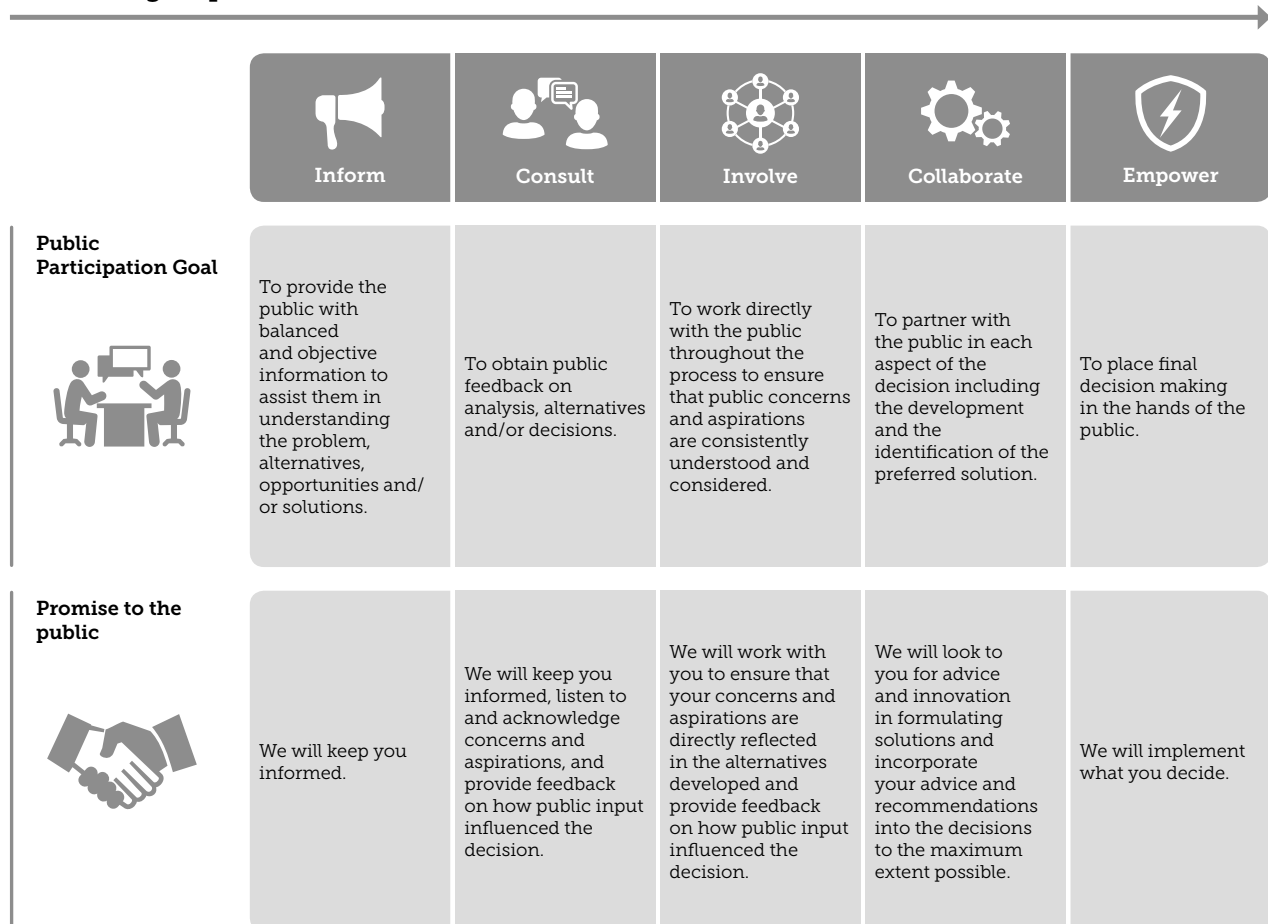 Inform
Consult
Involve
Collaborate
Empower
Public
Participation Goal
To provide the
public with
balanced
and objective
information to
assist them in
understanding
the problem,
alternatives,
opportunities and/
or solutions.
To obtain public
feedback on
analysis, alternatives
and/or decisions.
To work directly
with the public
throughout the
process to ensure
that public concerns
and aspirations
are consistently
understood and
considered.
To partner with
the public in each
aspect of the
decision including
the development
and the
identification of the
preferred solution.
To place final
decision making
in the hands of the
public.
Promise to the
public
We will keep you
informed.
We will keep you
informed, listen to
and acknowledge
concerns and
aspirations, and
provide feedback
on how public input
influenced the
decision.
We will work with
you to ensure that
your concerns and
aspirations are
directly reflected
in the alternatives
developed and
provide feedback
on how public input
influenced the
decision.
We will look to
you for advice
and innovation
in formulating
solutions and
incorporate
your advice and
recommendations
into the decisions
to the maximum
extent possible.
We will implement
what you decide.